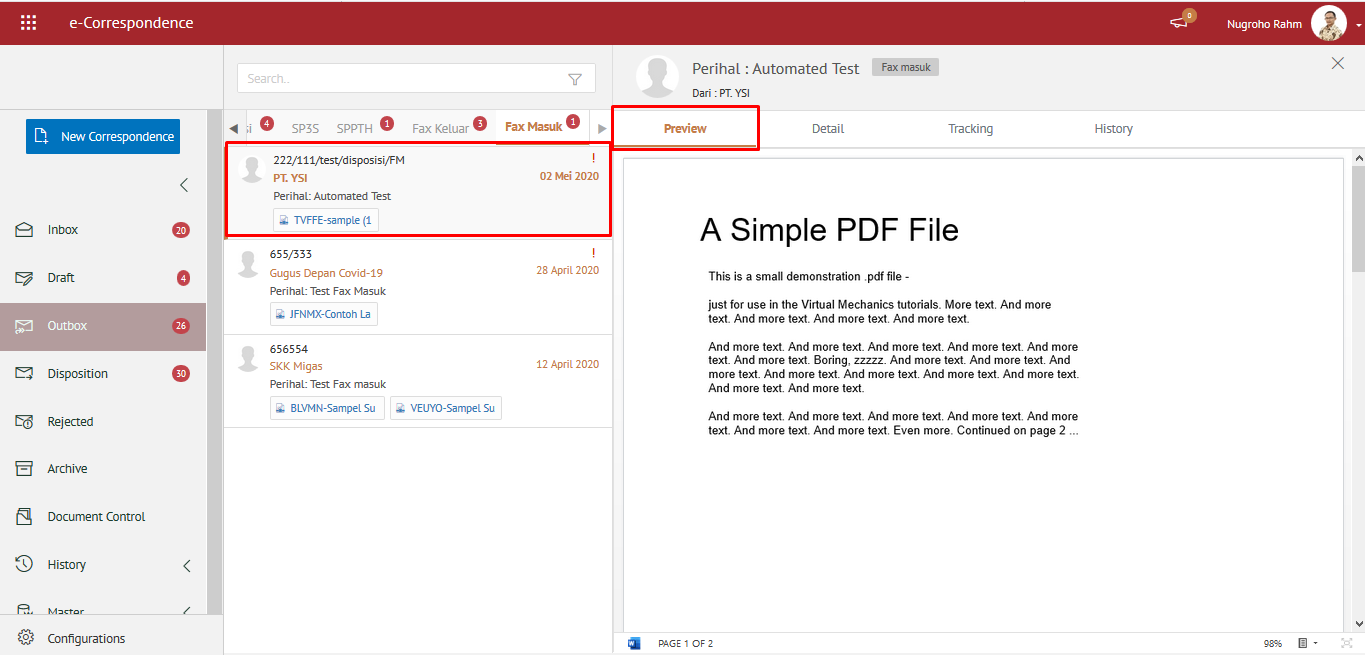 e-Correspondence
0
Nugroho Rahm
New Correspondence
Inbox 20
Draft 4
Outbox 26
Disposition 30
Rejected
Archive
Document Control
History
Master
Configurations
Search..
si 4 SP3S SPPTH 1 Fax Keluar 3 Fax Masuk 1
222/111/test/disposisi/FM !
PT. YSI 02 Mei 2020
Perihal: Automated Test
TVFFE-sample (1
655/333 !
Gugus Depan Covid-19 28 April 2020
Perihal: Test Fax Masuk
JFNMX-Contoh La
656554
SKK Migas 12 April 2020
Perihal: Test Fax masuk
BLVMN-Sampel Su VEUYO-Sampel Su
Perihal : Automated Test Fax masuk
Dari : PT. YSI
Preview Detail Tracking History
A Simple PDF File
This is a small demonstration .pdf file -
just for use in the Virtual Mechanics tutorials. More text. And more
text. And more text. And more text. And more text.
And more text. And more text. And more text. And more text. And more
text. And more text. Boring, zzzzz. And more text. And more text. And
more text. And more text. And more text. And more text. And more text.
And more text. And more text.
And more text. And more text. And more text. And more text. And more
text. And more text. And more text. Even more. Continued on page 2 ...
PAGE 1 OF 2 98%